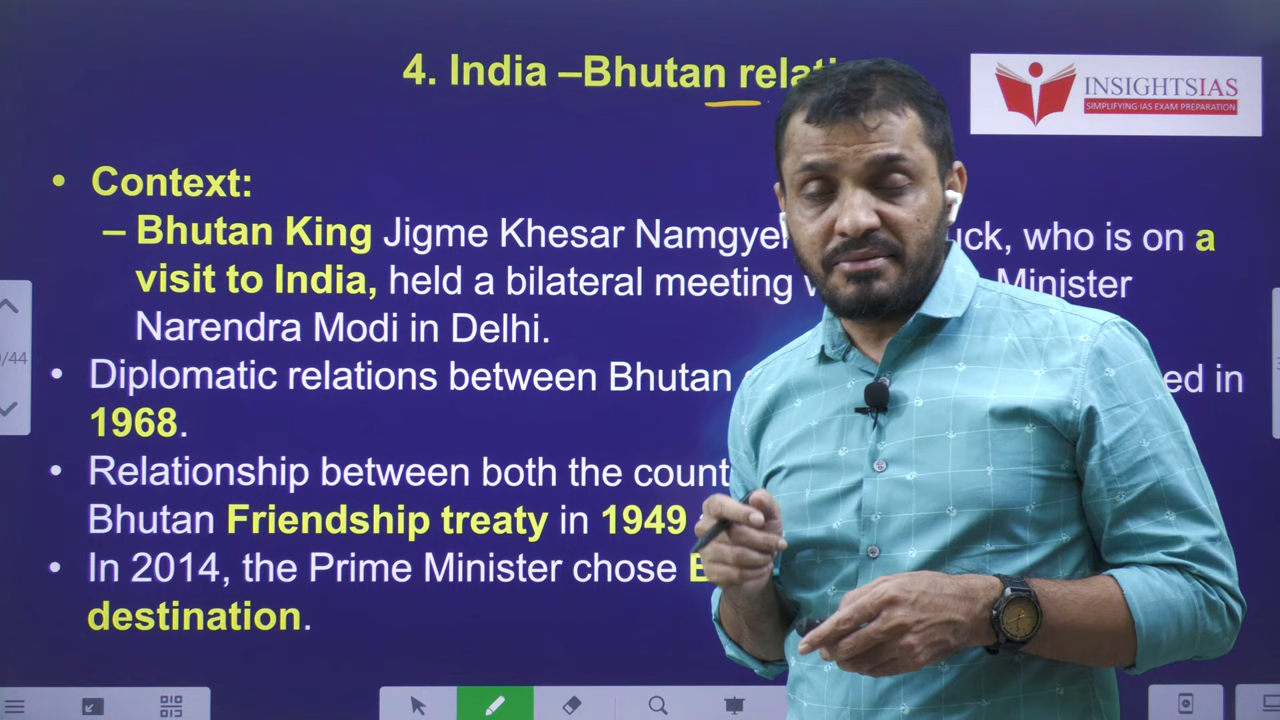 4. India –Bhutan
INSIGHTSIAS
SIMPLIFYING IAS EXAM PREPARATION
• Context:
– Bhutan King Jigme Khesar Namgyel uck, who is on a
visit to India, held a bilateral meeting Minister
Narendra Modi in Delhi.
• Diplomatic relations between Bhutan ed in
/44
1968.
• Relationship between both the count
Bhutan Friendship treaty in 1949
• In 2014, the Prime Minister chose
destination.